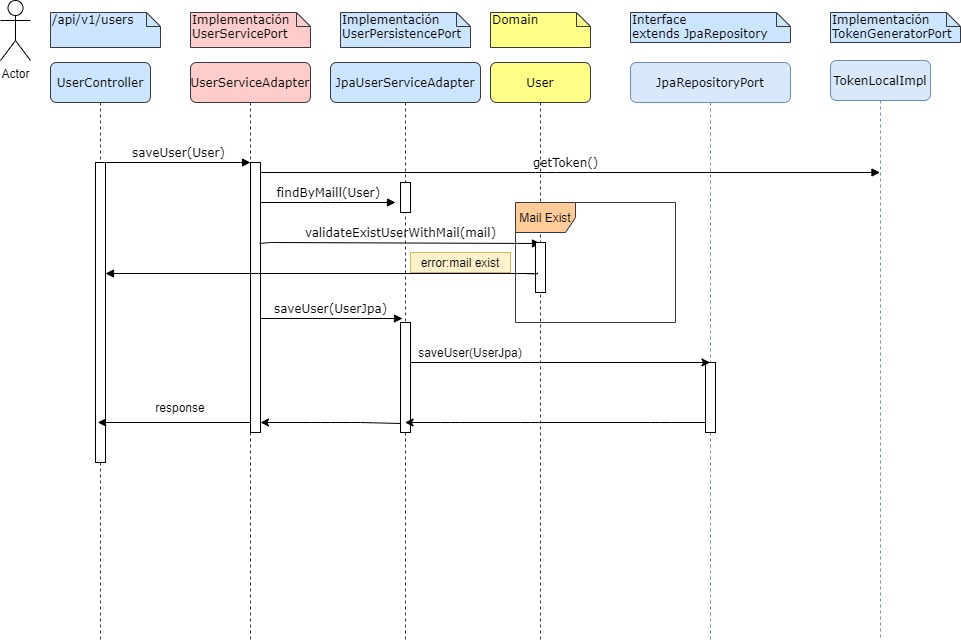 /api/v1/users
Implementación
UserServicePort
Implementación
UserPersistencePort
Domain
Interface
extends JpaRepository
Implementación
TokenGeneratorPort
Actor
UserController
UserServiceAdapter
JpaUserServiceAdapter
User
JpaRepositoryPort
TokenLocalImpl
saveUser(User)
getToken()
findByMaill(User)
Mail Exist
validateExistUserWithMail(mail)
error:mail exist
saveUser(UserJpa)
saveUser(UserJpa)
response